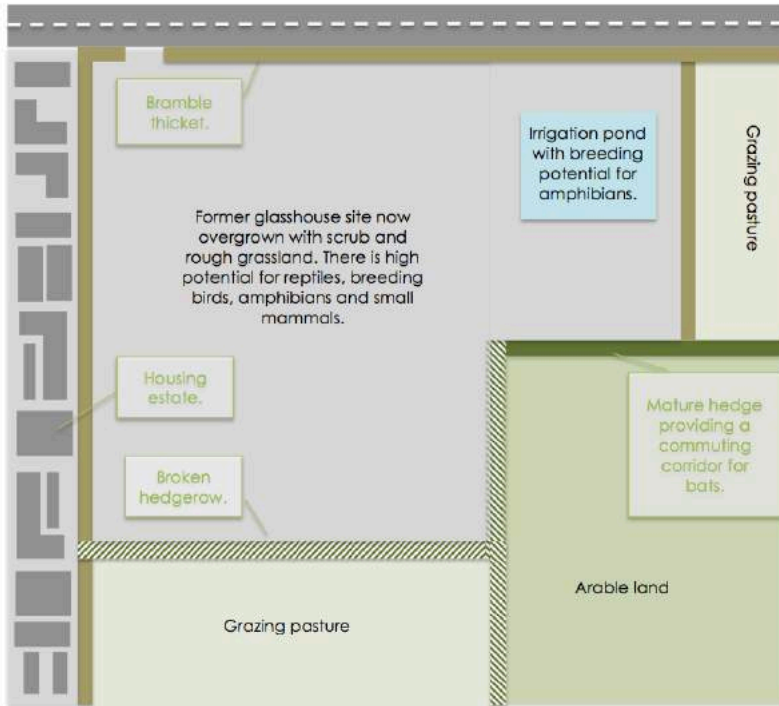 Bramble
thicket.
Irrigation pond
with breeding
potential for
amphibians.
Grazing pasture
Former glasshouse site now
overgrown with scrub and
rough grassland. There is high
potential for reptiles, breeding
birds, amphibians and small
mammals.
Housing
estate.
Mature hedge
providing a
commuting
corridor for
bats.
Broken
hedgerow.
Arable land
Grazing pasture